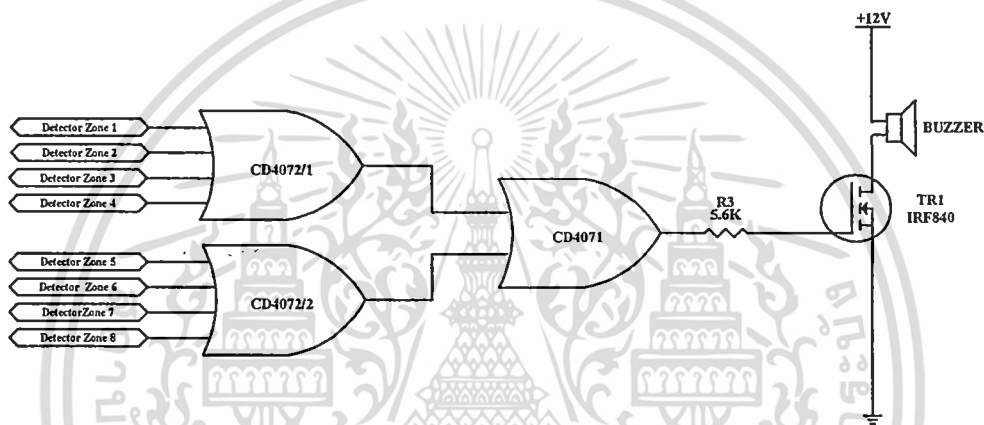 +12V
Detector Zone 1
Detector Zone 2
Detector Zone 3
Detector Zone 4
CD4072/1
BUZZER
R3
5.6K
TR1
IRF840
CD4071
Detector Zone 5
Detector Zone 6
DetectorZone 7
Detector Zone 8
CD4072/2